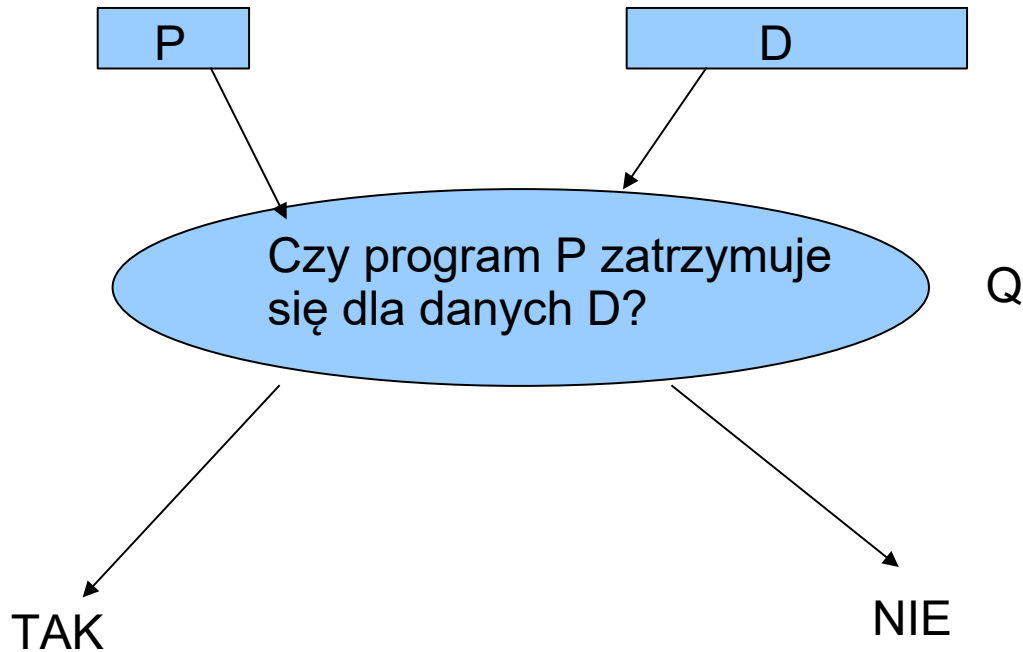 P
D
Czy program P zatrzymuje
się dla danych D?
Q
TAK
NIE